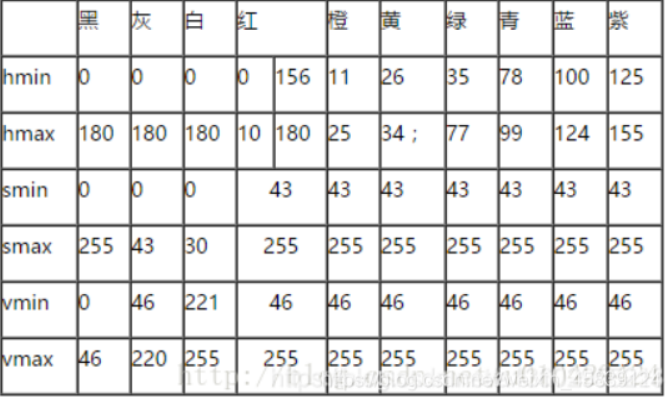 黑 灰 白 红 橙 黄 绿 青 蓝 紫
hmin 0 0 0 0 156 11 26 35 78 100 125
hmax 180 180 180 10 180 25 34； 77 99 124 155
smin 0 0 0 43 43 43 43 43 43 43
smax 255 43 30 255 255 255 255 255 255 255
vmin 0 46 221 46 46 46 46 46 46 46
vmax 46 220 255 255 255 255 255 255 255 255